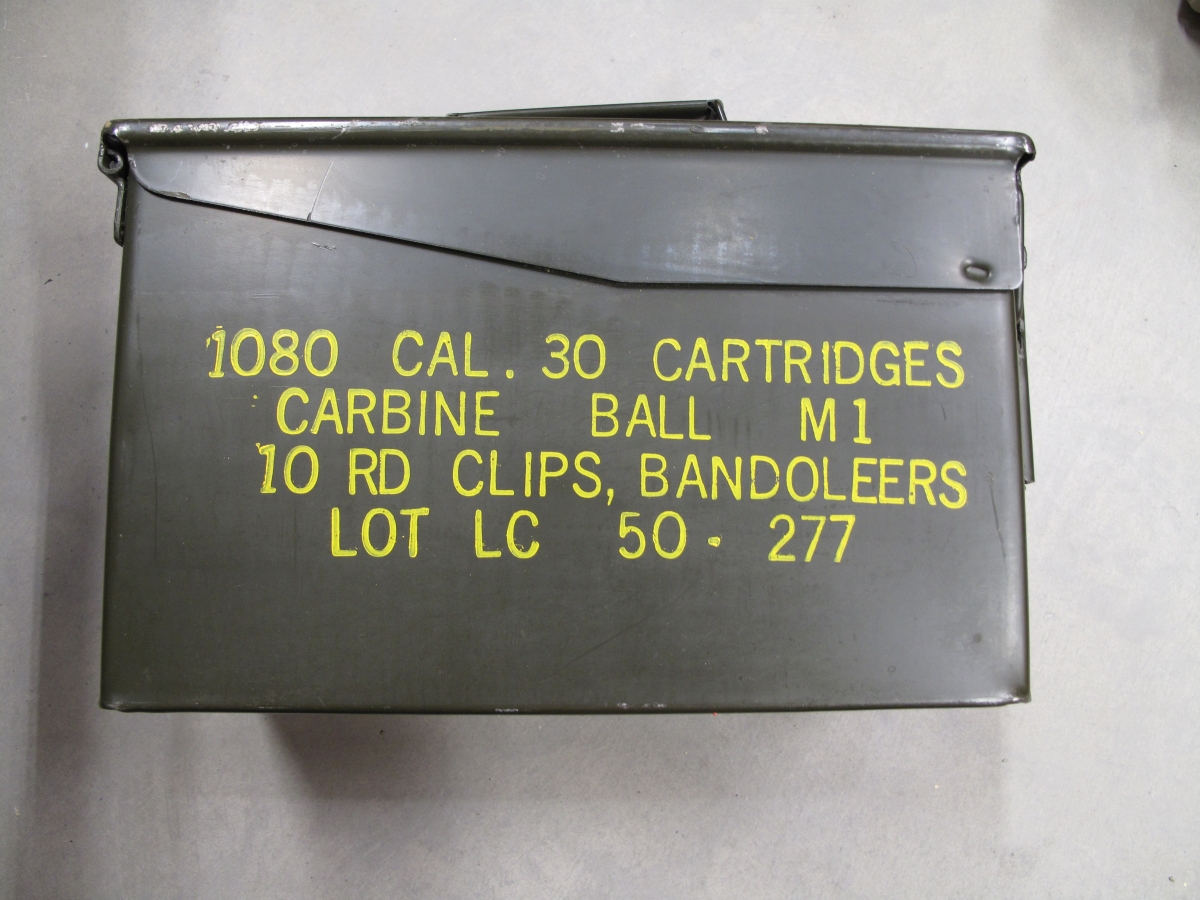 1080 CAL. 30 CARTRIDGES
CARBINE BALL M1
10 RD CLIPS, BANDOLEERS
LOT LC 50 - 277